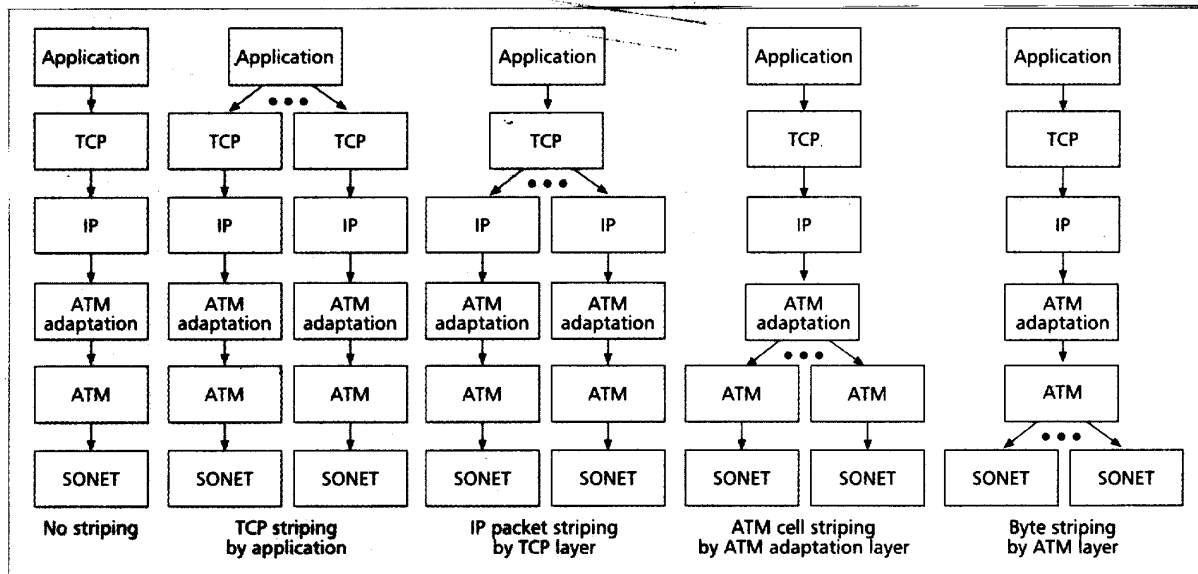 Application Application Application Application Application
TCP TCP TCP TCP TCP TCP
IP IP IP IP IP IP IP
ATM adaptation ATM adaptation ATM adaptation ATM adaptation ATM adaptation ATM adaptation ATM adaptation
ATM ATM ATM ATM ATM ATM ATM ATM
SONET SONET SONET SONET SONET SONET SONET SONET SONET
No striping TCP striping IP packet striping ATM cell striping Byte striping
by application by TCP layer by ATM adaptation layer by ATM layer